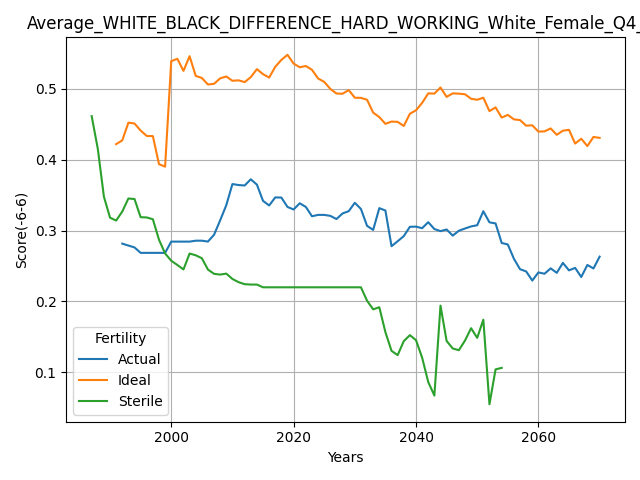 Average_WHITE_BLACK_DIFFERENCE_HARD_WORKING_White_Female_Q4_
Score(-6-6)
0.5
0.4
0.3
0.2
0.1
Fertility
Actual
Ideal
Sterile
2000 2020 2040 2060
Years